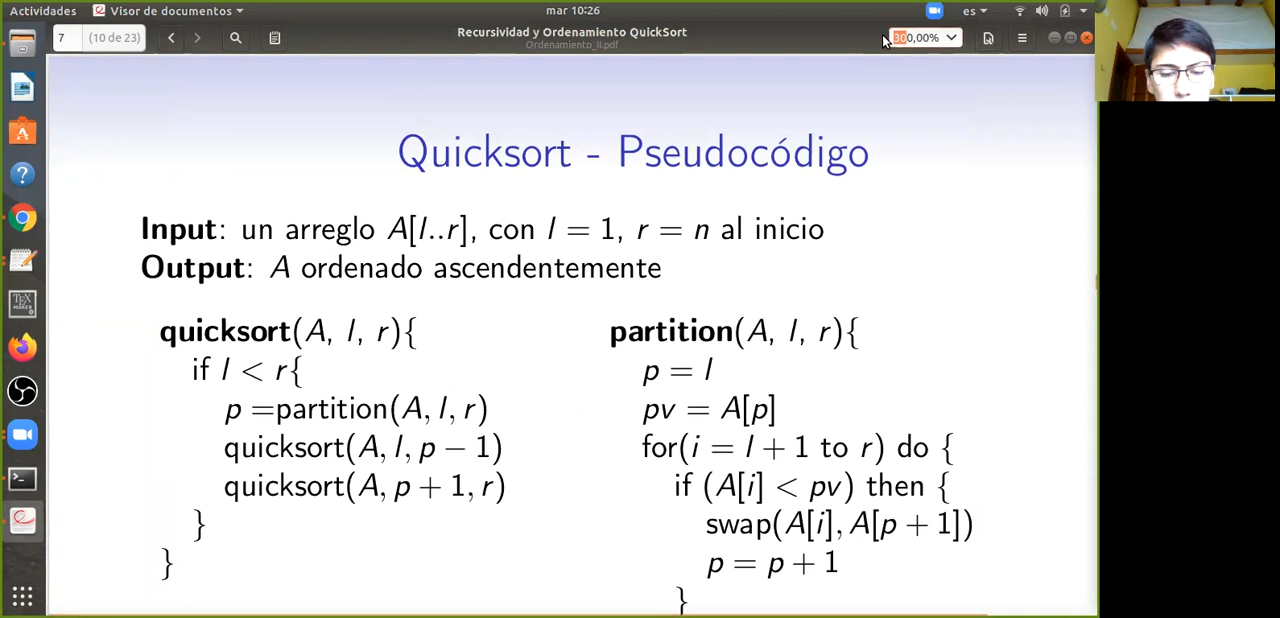 Actividades Visor de documentos mar 10:26 es
7 (10 de 23) Recursividad y Ordenamiento QuickSort 300,00%
Ordenamiento_II.pdf
Quicksort - Pseudocódigo
Input: un arreglo A[l..r], con l = 1, r = n al inicio
Output: A ordenado ascendentemente
quicksort(A, l, r){
if l < r{
p =partition(A, l, r)
quicksort(A, l, p − 1)
quicksort(A, p + 1, r)
}
}
partition(A, l, r){
p = l
pv = A[p]
for(i = l + 1 to r) do {
if (A[i] < pv) then {
swap(A[i], A[p + 1])
p = p + 1
}